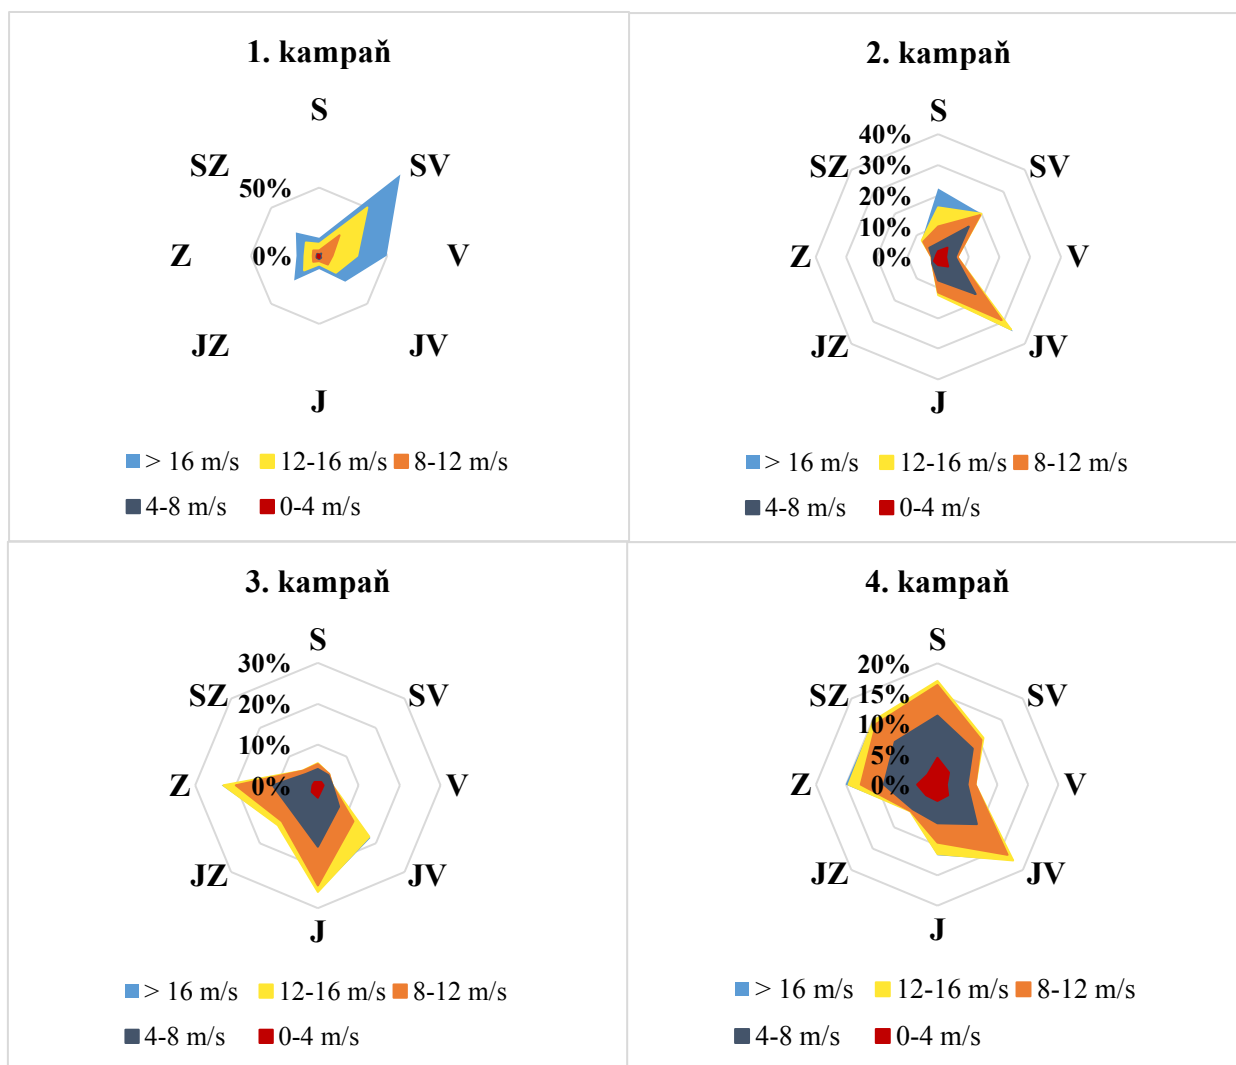 1. kampaň
S
SZ
SV
50%
Z
0%
V
JZ
JV
J
> 16 m/s 12-16 m/s 8-12 m/s
4-8 m/s 0-4 m/s
2. kampaň
S
40%
SZ
30%
SV
20%
10%
Z
0%
V
JZ
JV
J
> 16 m/s 12-16 m/s 8-12 m/s
4-8 m/s 0-4 m/s
3. kampaň
S
30%
SZ
20%
SV
10%
Z
0%
V
JZ
JV
J
> 16 m/s 12-16 m/s 8-12 m/s
4-8 m/s 0-4 m/s
4. kampaň
S
20%
SZ
15%
SV
10%
5%
Z
0%
V
JZ
JV
J
> 16 m/s 12-16 m/s 8-12 m/s
4-8 m/s 0-4 m/s